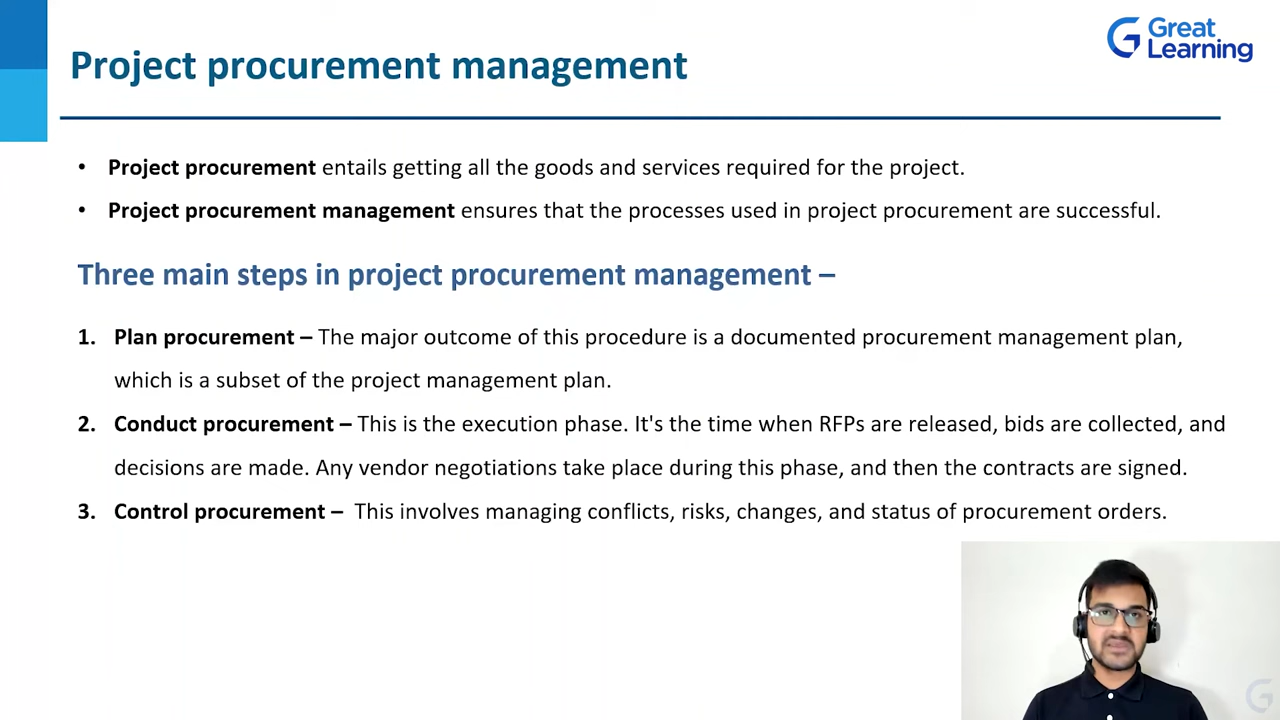 Great
Learning
Project procurement management
• Project procurement entails getting all the goods and services required for the project.
• Project procurement management ensures that the processes used in project procurement are successful.
Three main steps in project procurement management –
1. Plan procurement – The major outcome of this procedure is a documented procurement management plan,
which is a subset of the project management plan.
2. Conduct procurement – This is the execution phase. It's the time when RFPs are released, bids are collected, and
decisions are made. Any vendor negotiations take place during this phase, and then the contracts are signed.
3. Control procurement – This involves managing conflicts, risks, changes, and status of procurement orders.